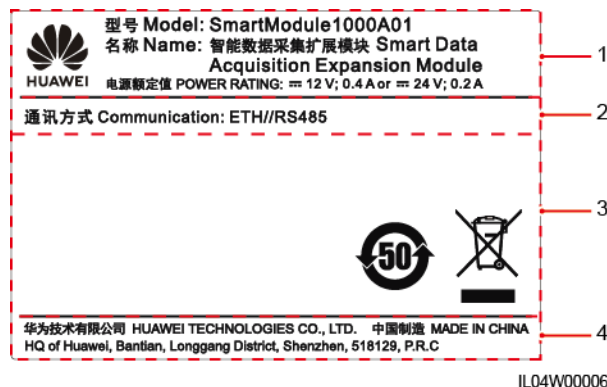 型号 Model: SmartModule1000A01
名称 Name: 智能数据采集扩展模块 Smart Data
Acquisition Expansion Module
HUAWEI
电源额定值 POWER RATING: ⎓ 12 V; 0.4 A or ⎓ 24 V; 0.2 A
1
通讯方式 Communication: ETH//RS485
2
3
50
华为技术有限公司 HUAWEI TECHNOLOGIES CO., LTD. 中国制造 MADE IN CHINA
HQ of Huawei, Bantian, Longgang District, Shenzhen, 518129, P.R.C
4
IL04W00006